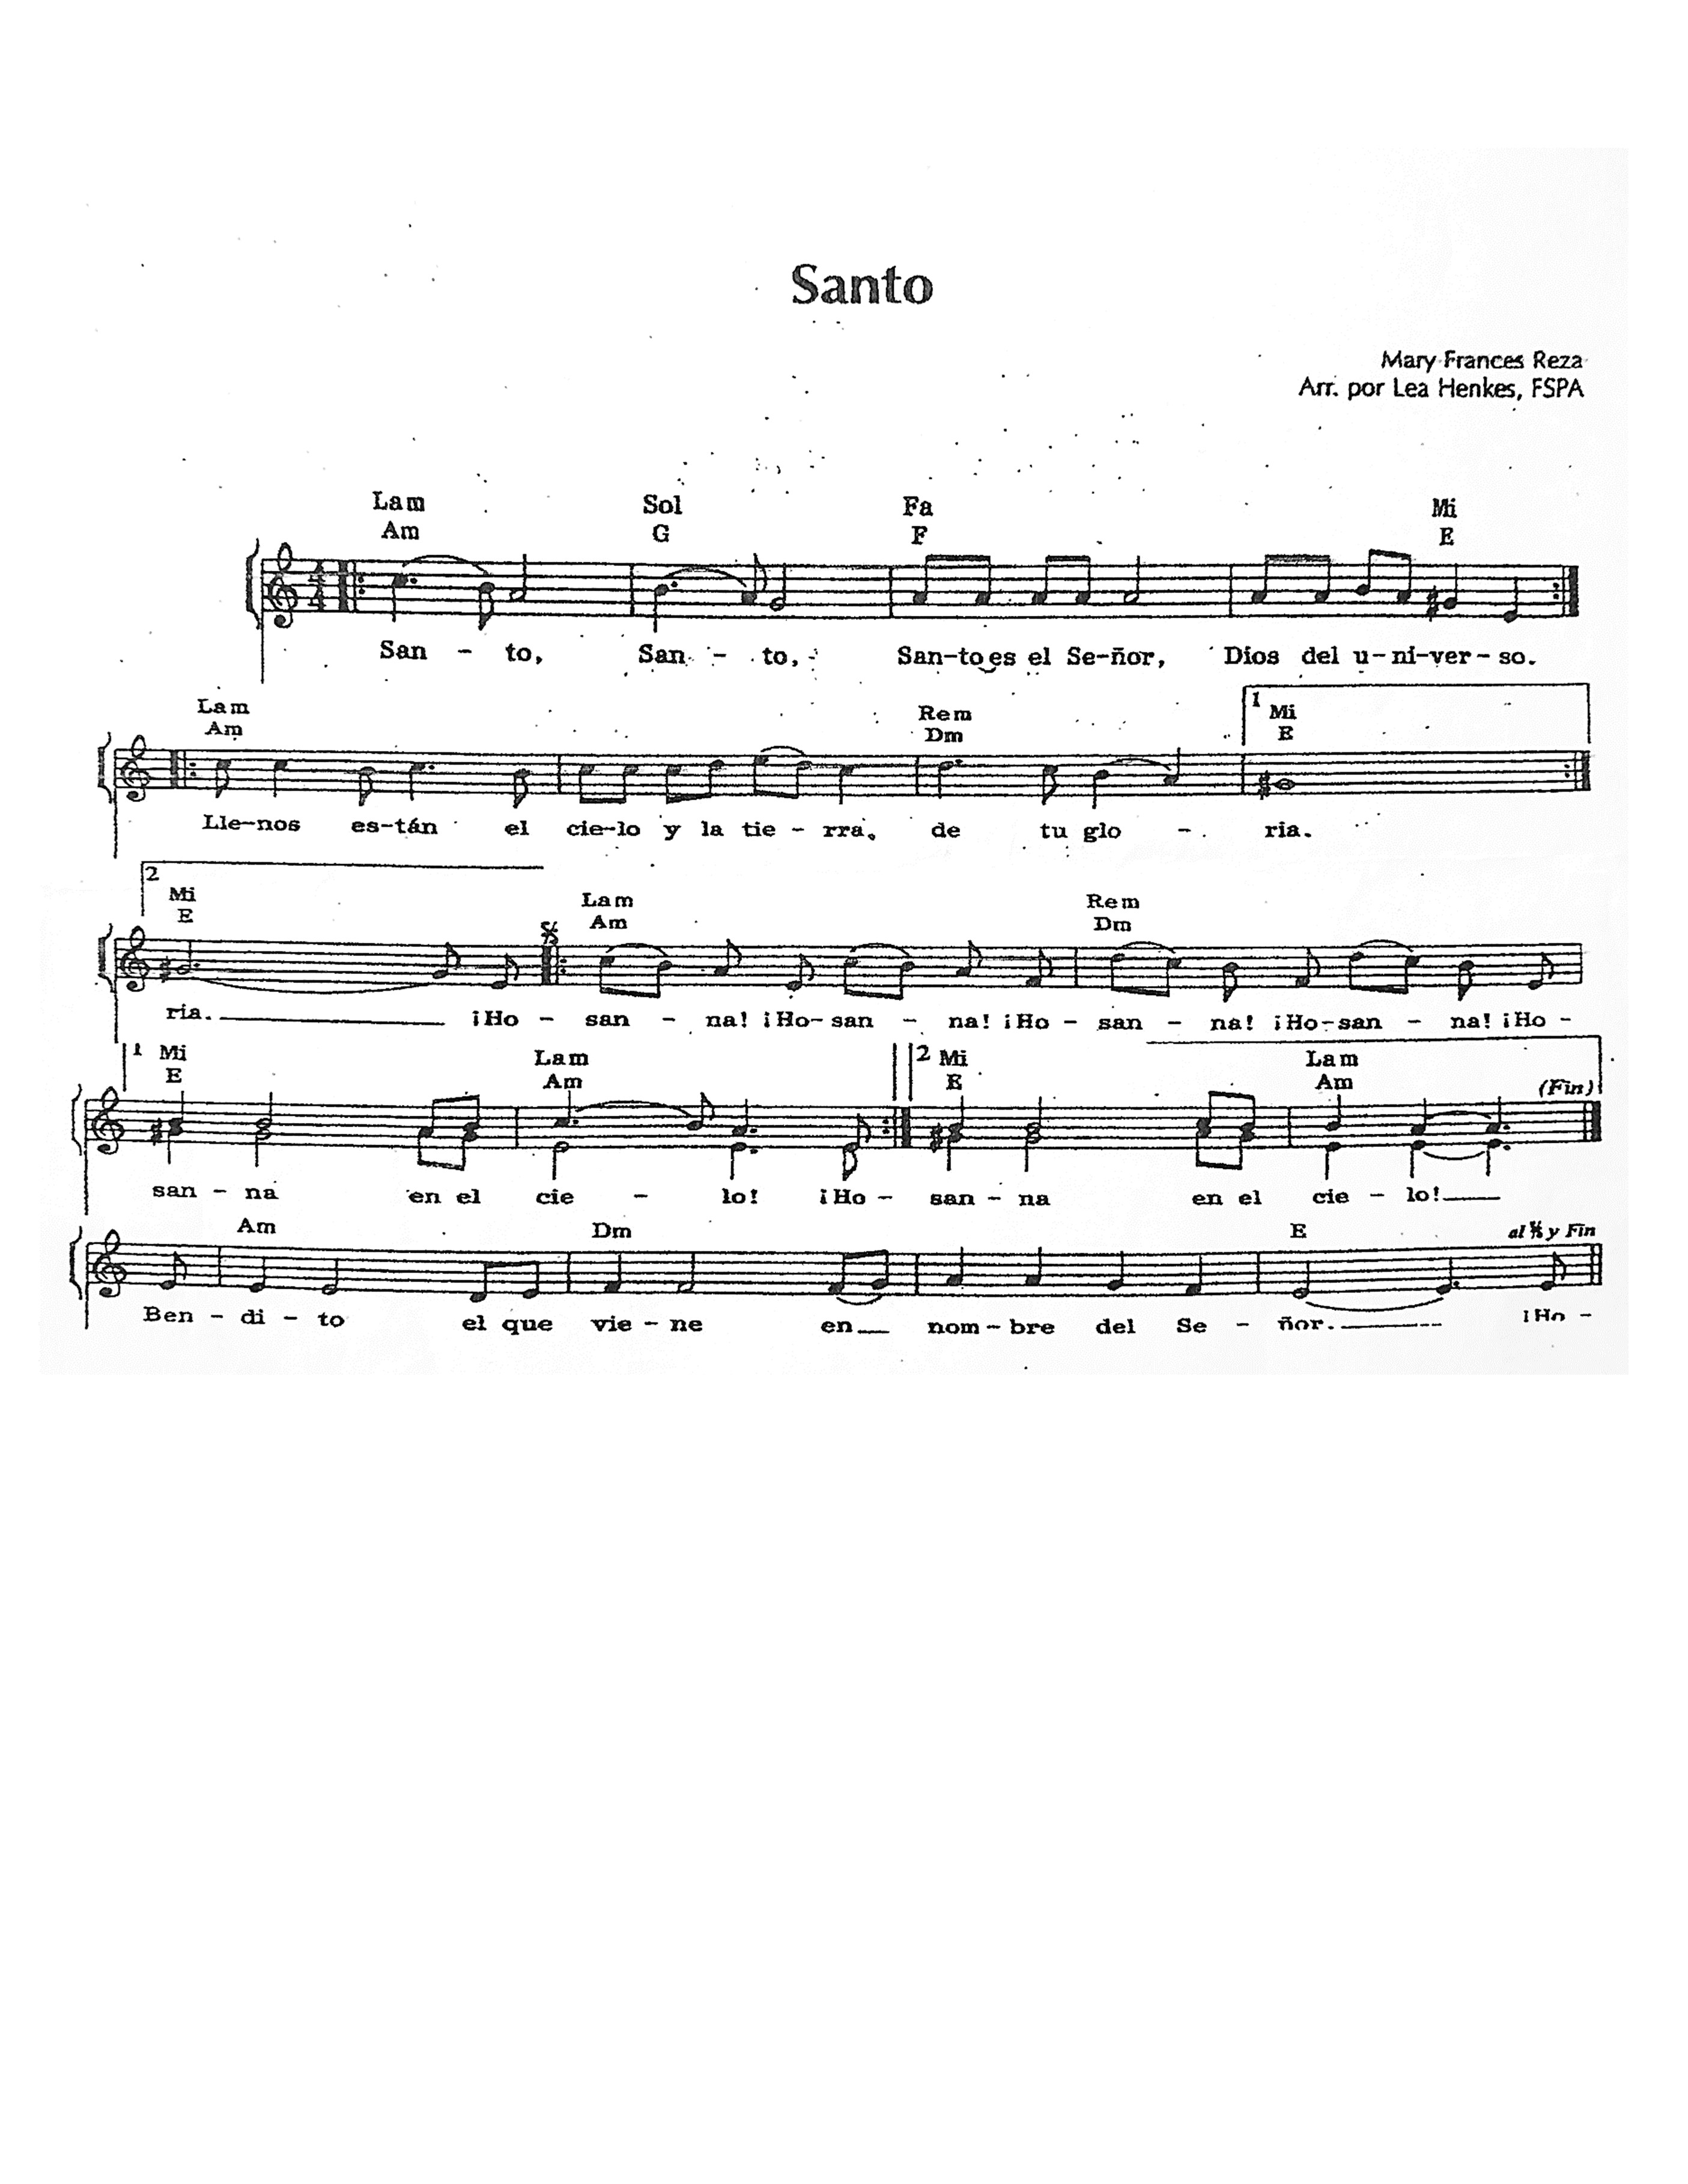 Santo
Mary Frances Reza
Arr. por Lea Henkes, FSPA
Lam Sol Fa Mi
Am G F E
4
4
San - to, San - to, San-to es el Se-ñor, Dios del u-ni-ver-so.
Lam Rem 1 Mi
Am Dm E
Lle-nos es-tán el cie-lo y la tie - rra, de tu glo - ria.
2
Mi Lam Rem
E Am Dm
ria. ¡Ho - san - na! ¡Ho-san - na! ¡Ho - san - na! ¡Ho-san - na! ¡Ho -
1 Mi Lam 2 Mi Lam
E Am E Am (Fin)
san - na en el cie - lo! ¡Ho - san - na en el cie - lo!
Am Dm E al 𝄋 y Fin
Ben - di - to el que vie - ne en nom - bre del Se - ñor. ¡Ho -